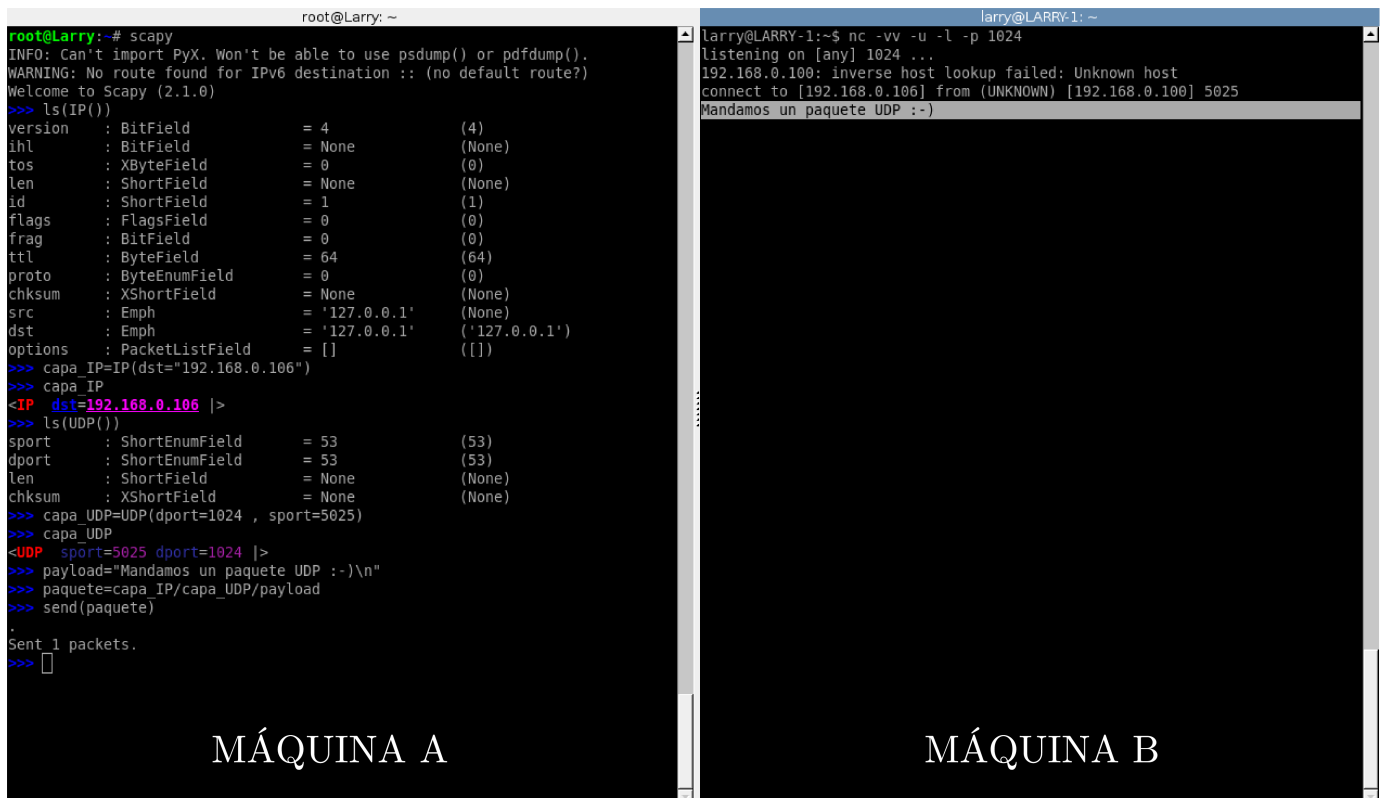 root@Larry: ~
root@Larry:~# scapy
INFO: Can't import PyX. Won't be able to use psdump() or pdfdump().
WARNING: No route found for IPv6 destination :: (no default route?)
Welcome to Scapy (2.1.0)
>>> ls(IP())
version    : BitField             = 4               (4)
ihl        : BitField             = None            (None)
tos        : XByteField           = 0               (0)
len        : ShortField           = None            (None)
id         : ShortField           = 1               (1)
flags      : FlagsField           = 0               (0)
frag       : BitField             = 0               (0)
ttl        : ByteField            = 64              (64)
proto      : ByteEnumField        = 0               (0)
chksum     : XShortField          = None            (None)
src        : Emph                 = '127.0.0.1'     (None)
dst        : Emph                 = '127.0.0.1'     ('127.0.0.1')
options    : PacketListField      = []              ([])
>>> capa_IP=IP(dst="192.168.0.106")
>>> capa_IP
<IP  dst=192.168.0.106 |>
>>> ls(UDP())
sport      : ShortEnumField       = 53              (53)
dport      : ShortEnumField       = 53              (53)
len        : ShortField           = None            (None)
chksum     : XShortField          = None            (None)
>>> capa_UDP=UDP(dport=1024 , sport=5025)
>>> capa_UDP
<UDP  sport=5025 dport=1024 |>
>>> payload="Mandamos un paquete UDP :-)\n"
>>> paquete=capa_IP/capa_UDP/payload
>>> send(paquete)
.
Sent 1 packets.
>>>
MÁQUINA A
larry@LARRY-1: ~
larry@LARRY-1:~$ nc -vv -u -l -p 1024
listening on [any] 1024 ...
192.168.0.100: inverse host lookup failed: Unknown host
connect to [192.168.0.106] from (UNKNOWN) [192.168.0.100] 5025
Mandamos un paquete UDP :-)
MÁQUINA B